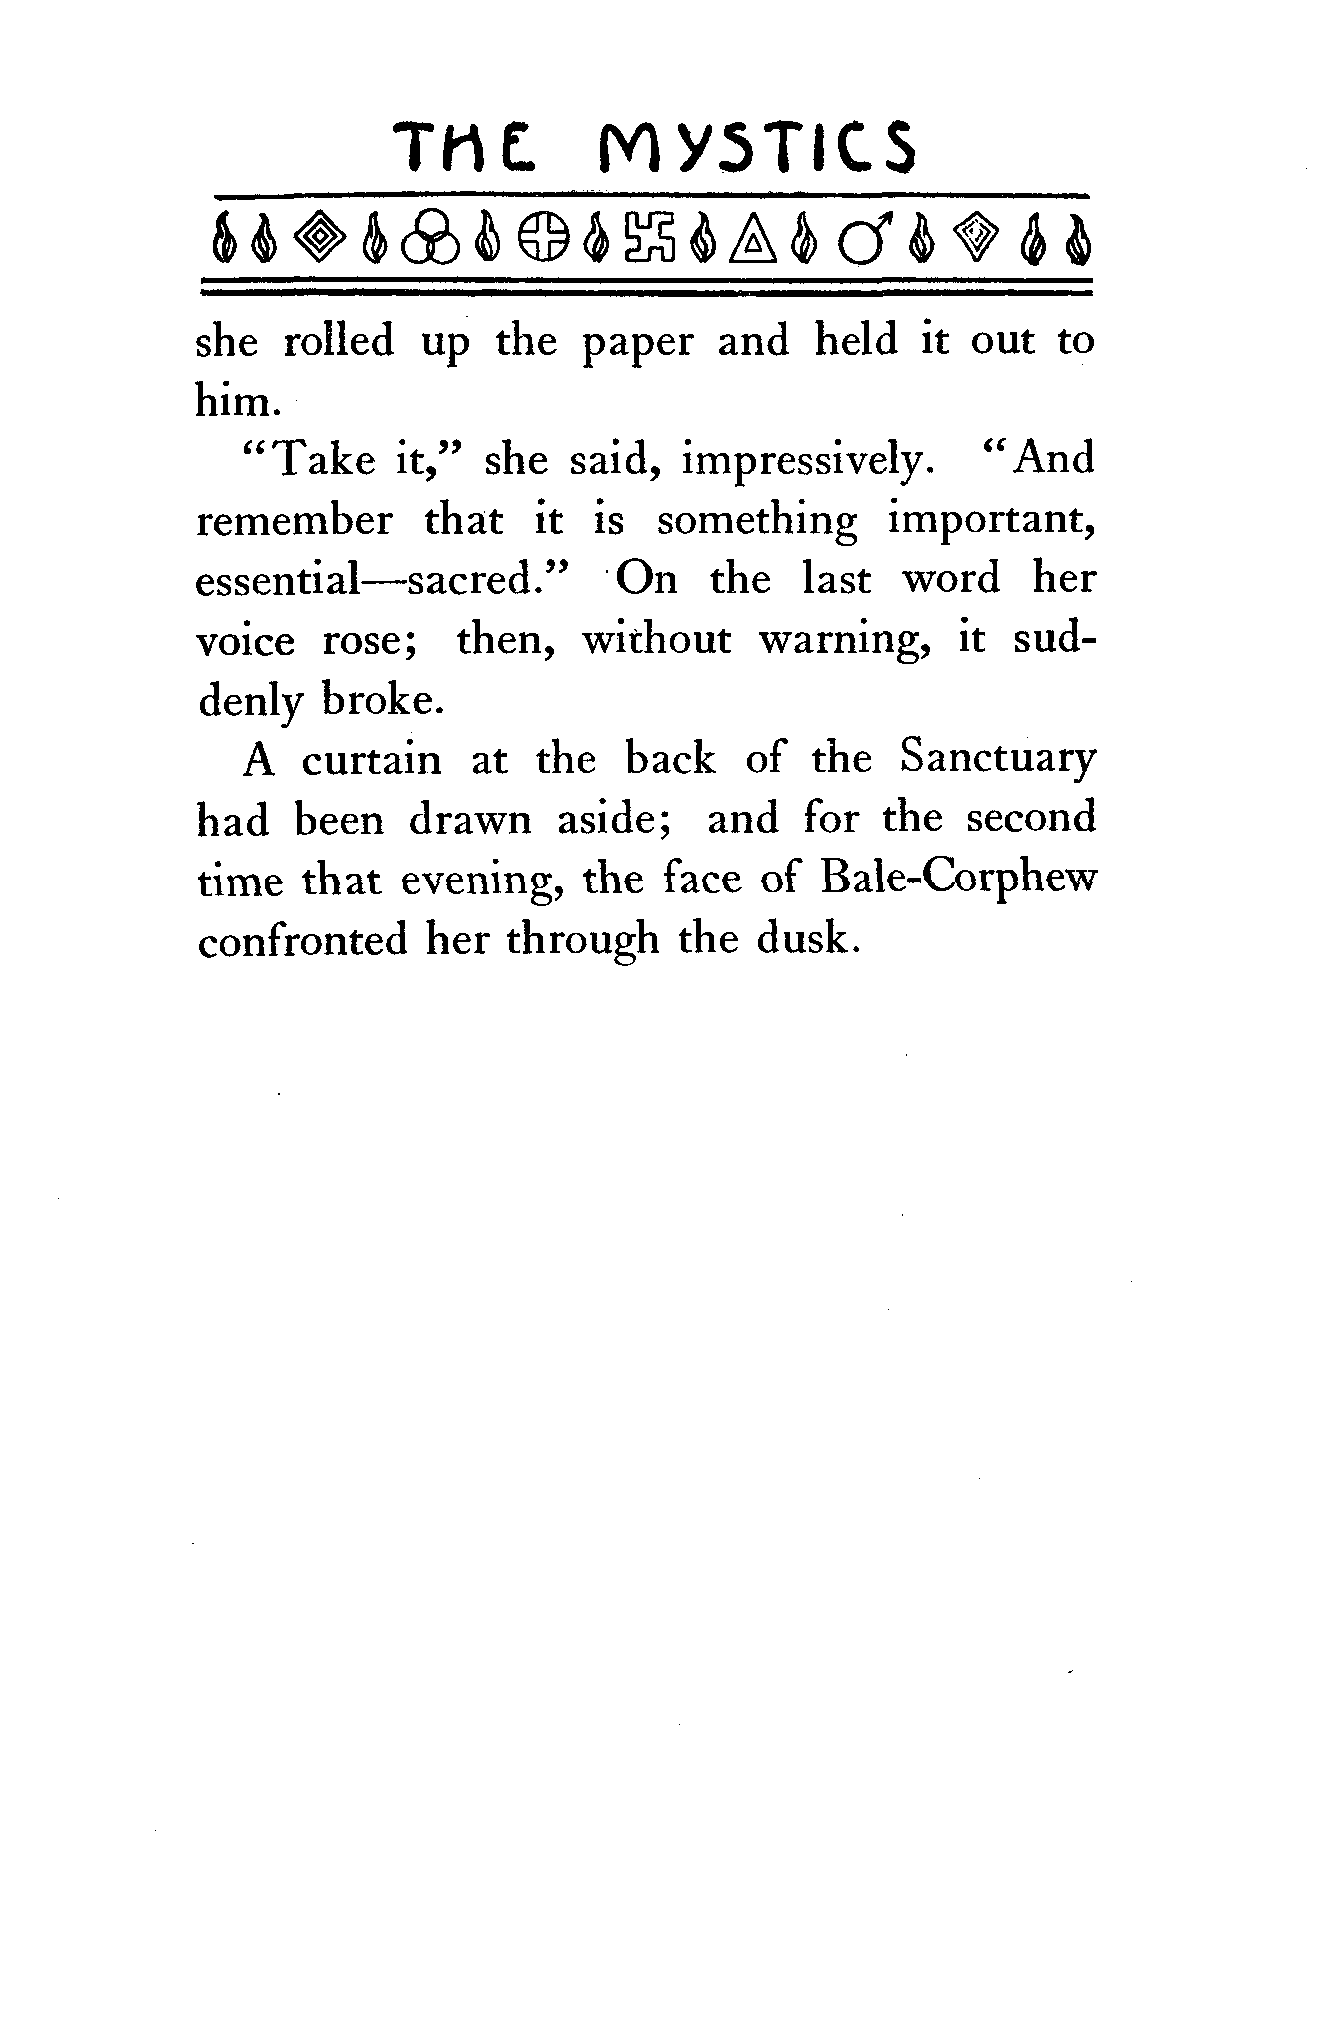 THE MYSTICS
she rolled up the paper and held it out to
him.
“Take it,” she said, impressively. “And
remember that it is something important,
essential—sacred.” On the last word her
voice rose; then, without warning, it sud-
denly broke.
A curtain at the back of the Sanctuary
had been drawn aside; and for the second
time that evening, the face of Bale-Corphew
confronted her through the dusk.